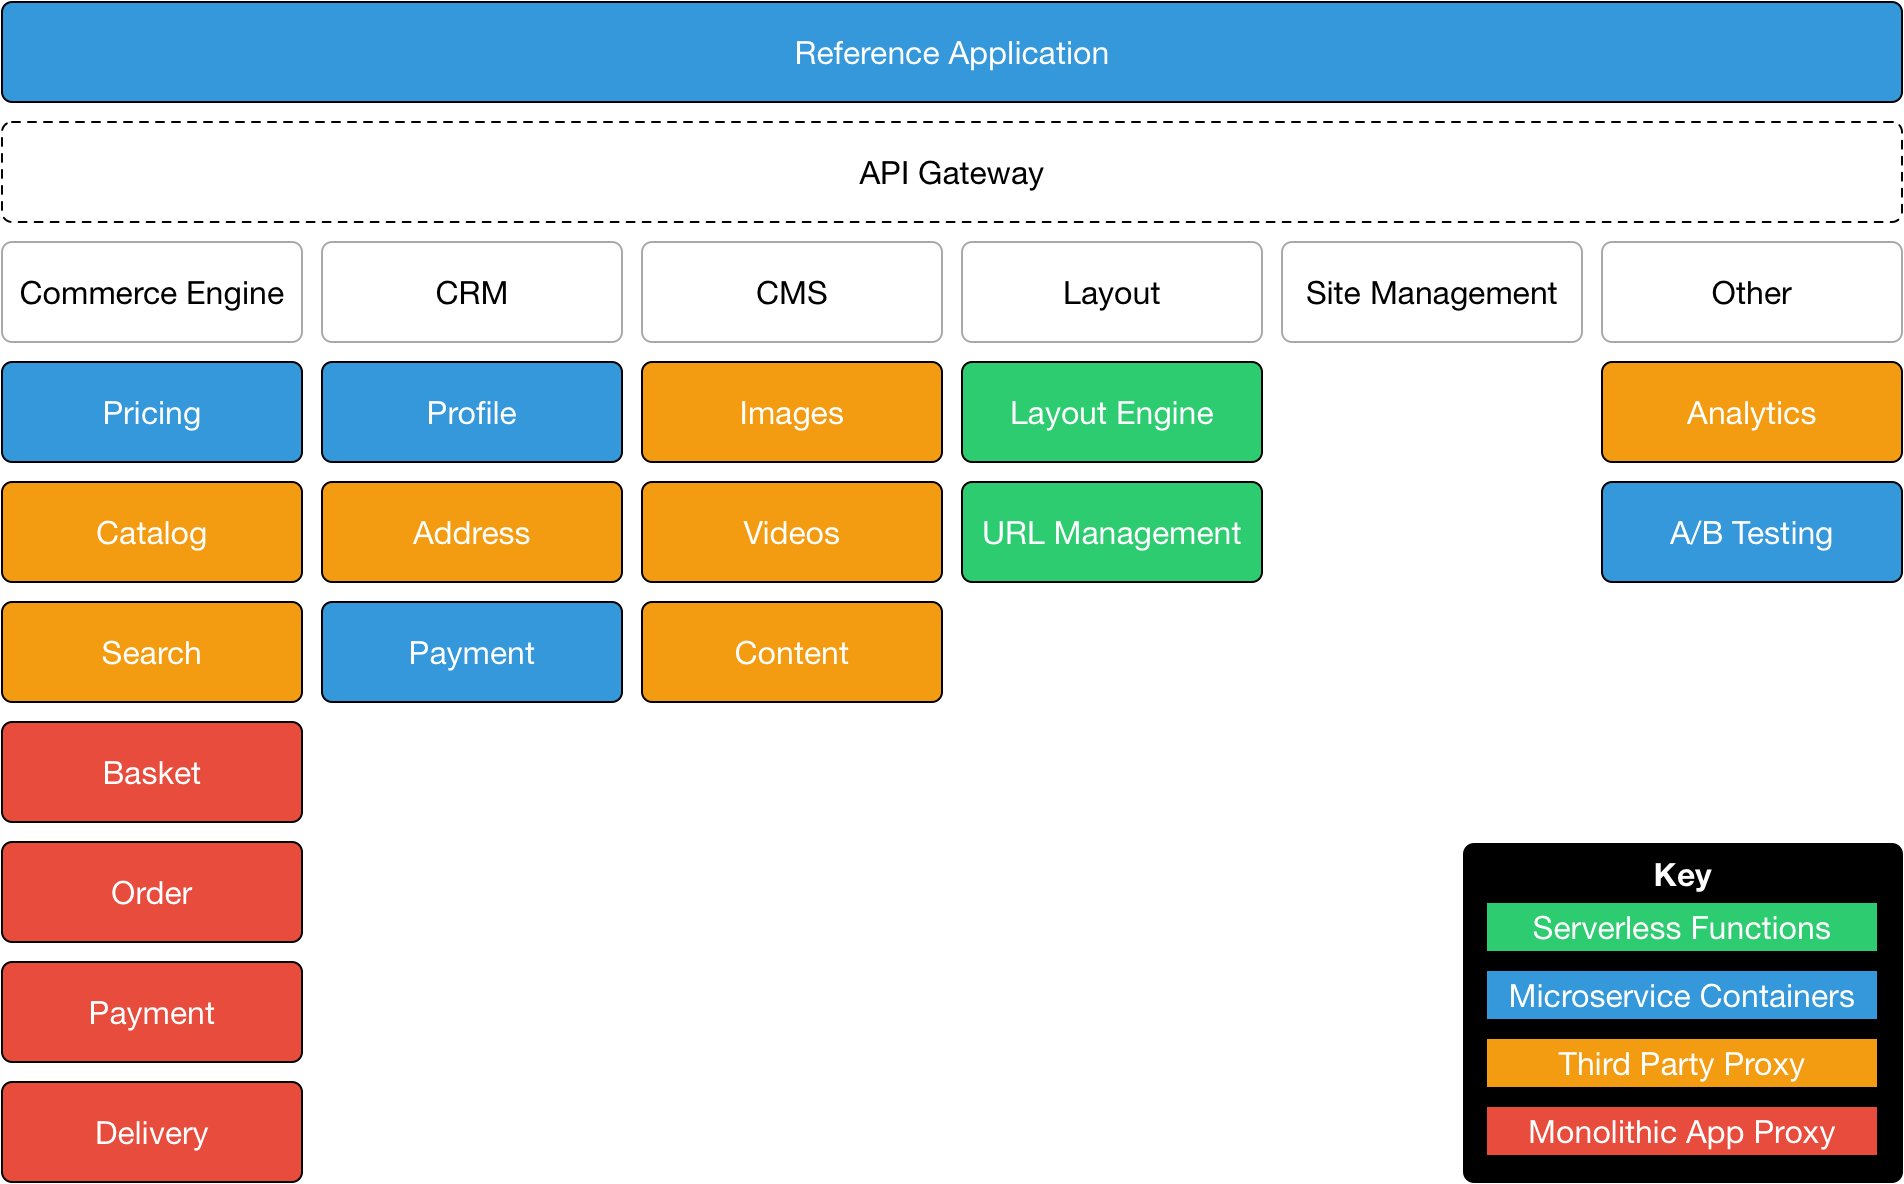 Reference Application
API Gateway
Commerce Engine
CRM
CMS
Layout
Site Management
Other
Pricing
Profile
Images
Layout Engine
Analytics
Catalog
Address
Videos
URL Management
A/B Testing
Search
Payment
Content
Basket
Order
Payment
Delivery
Key
Serverless Functions
Microservice Containers
Third Party Proxy
Monolithic App Proxy